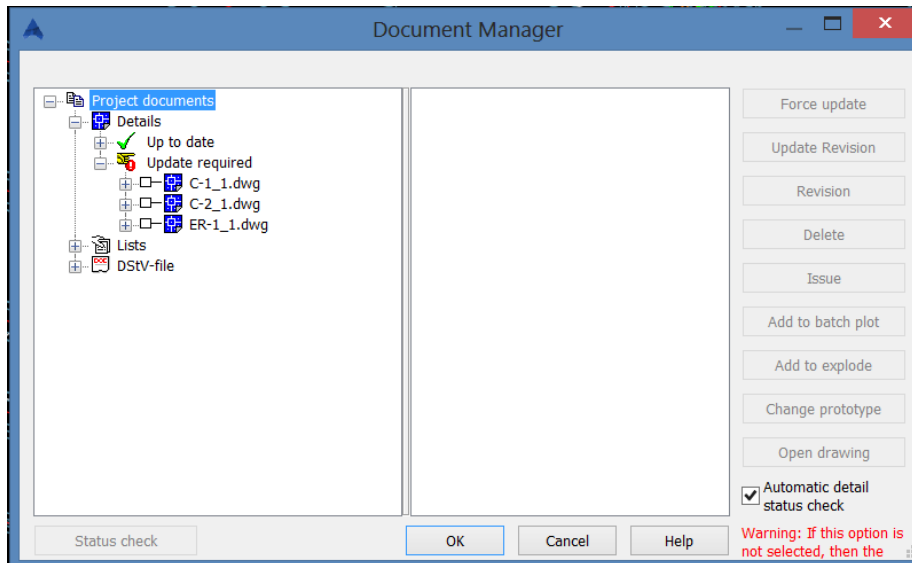 Document Manager
Project documents
Details
Up to date
Update required
C-1_1.dwg
C-2_1.dwg
ER-1_1.dwg
Lists
DStV-file
Force update
Update Revision
Revision
Delete
Issue
Add to batch plot
Add to explode
Change prototype
Open drawing
Automatic detail
status check
Warning: If this option is
not selected, then the
Status check
OK
Cancel
Help